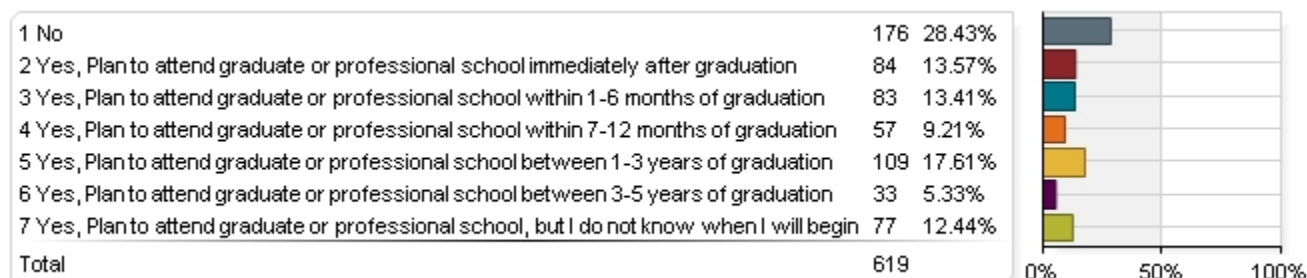 1 No 176 28.43%
2 Yes, Plan to attend graduate or professional school immediately after graduation 84 13.57%
3 Yes, Plan to attend graduate or professional school within 1-6 months of graduation 83 13.41%
4 Yes, Plan to attend graduate or professional school within 7-12 months of graduation 57 9.21%
5 Yes, Plan to attend graduate or professional school between 1-3 years of graduation 109 17.61%
6 Yes, Plan to attend graduate or professional school between 3-5 years of graduation 33 5.33%
7 Yes, Plan to attend graduate or professional school, but I do not know when I will begin 77 12.44%
Total 619
0% 50% 100%